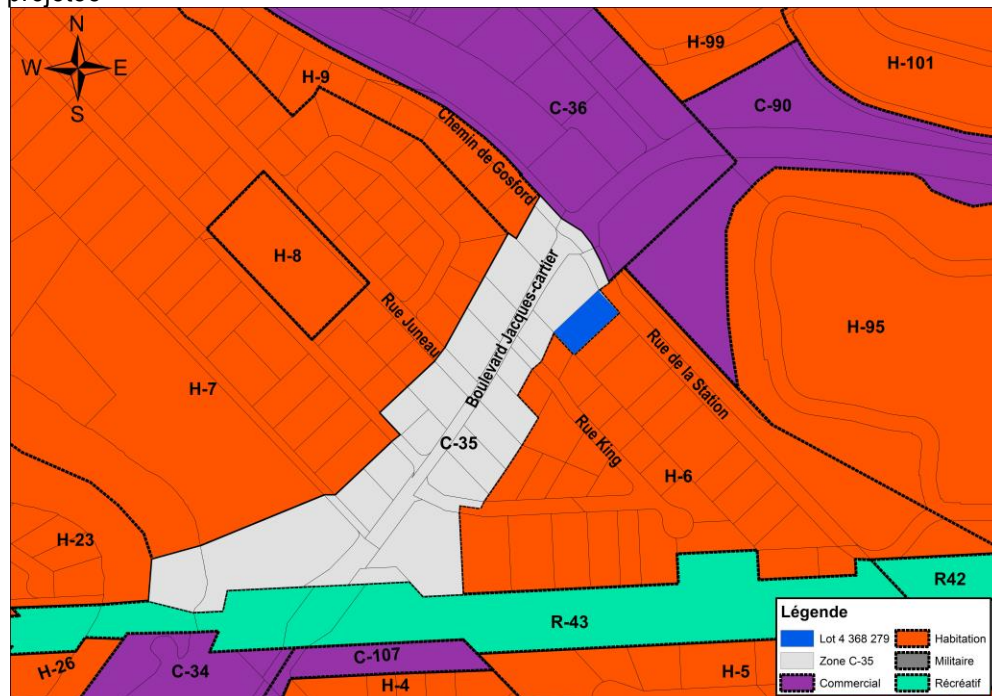 projetée
N
W E
S
H-9
H-99
H-101
C-36
C-90
Chemin de Gosford
H-8
Rue Juneau
Boulevard Jacques-cartier
H-95
Rue de la Station
H-7
C-35
Rue King
H-6
H-23
R42
R-43
H-26
C-34
C-107
H-4
H-5
Légende
Lot 4 368 279
Habitation
Zone C-35
Militaire
Commercial
Récréatif